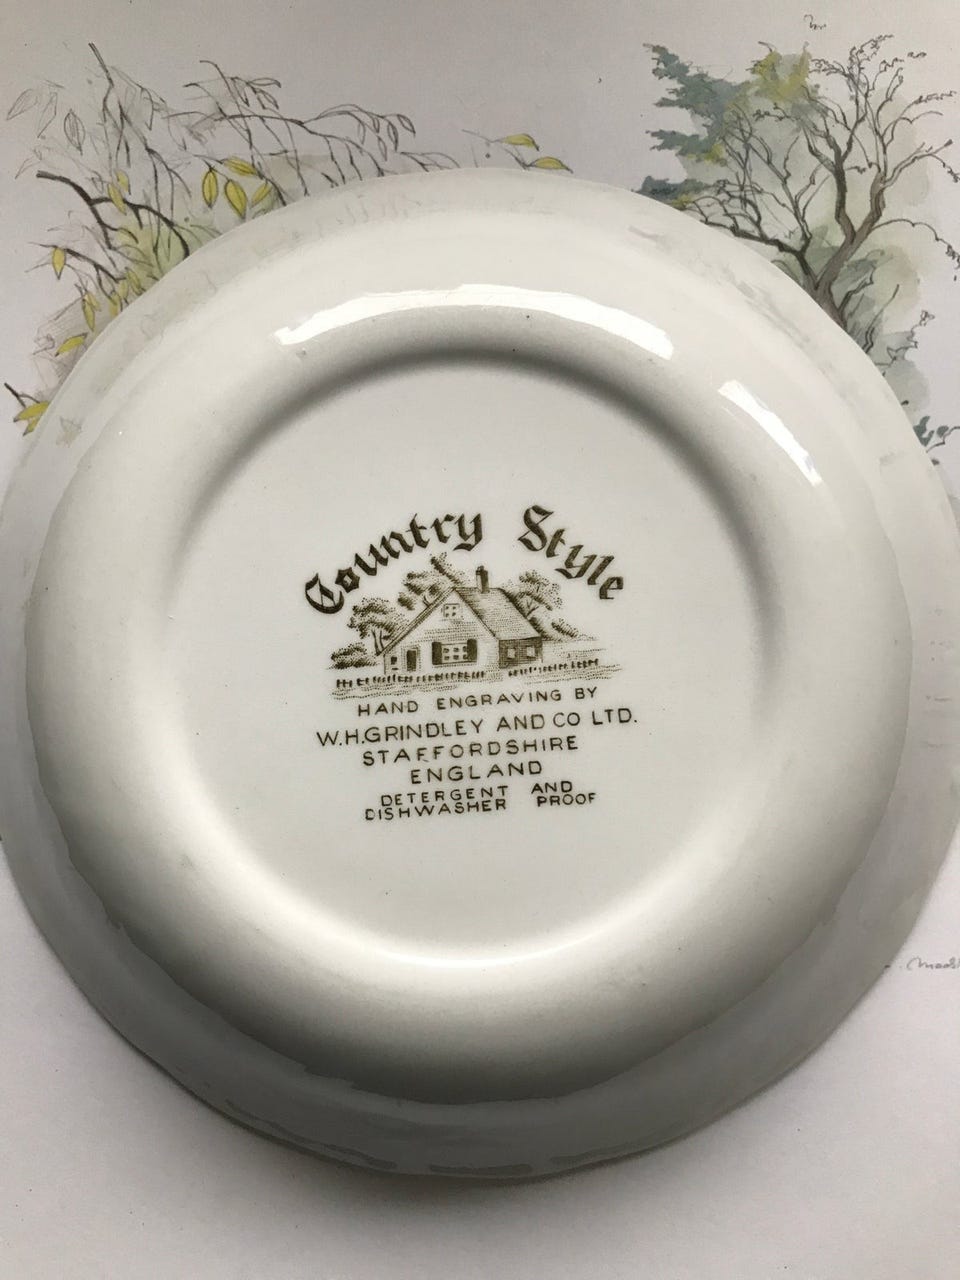 Country Style
HAND ENGRAVING BY
W.H.GRINDLEY AND CO LTD.
STAFFORDSHIRE
ENGLAND
DETERGENT AND
DISHWASHER PROOF